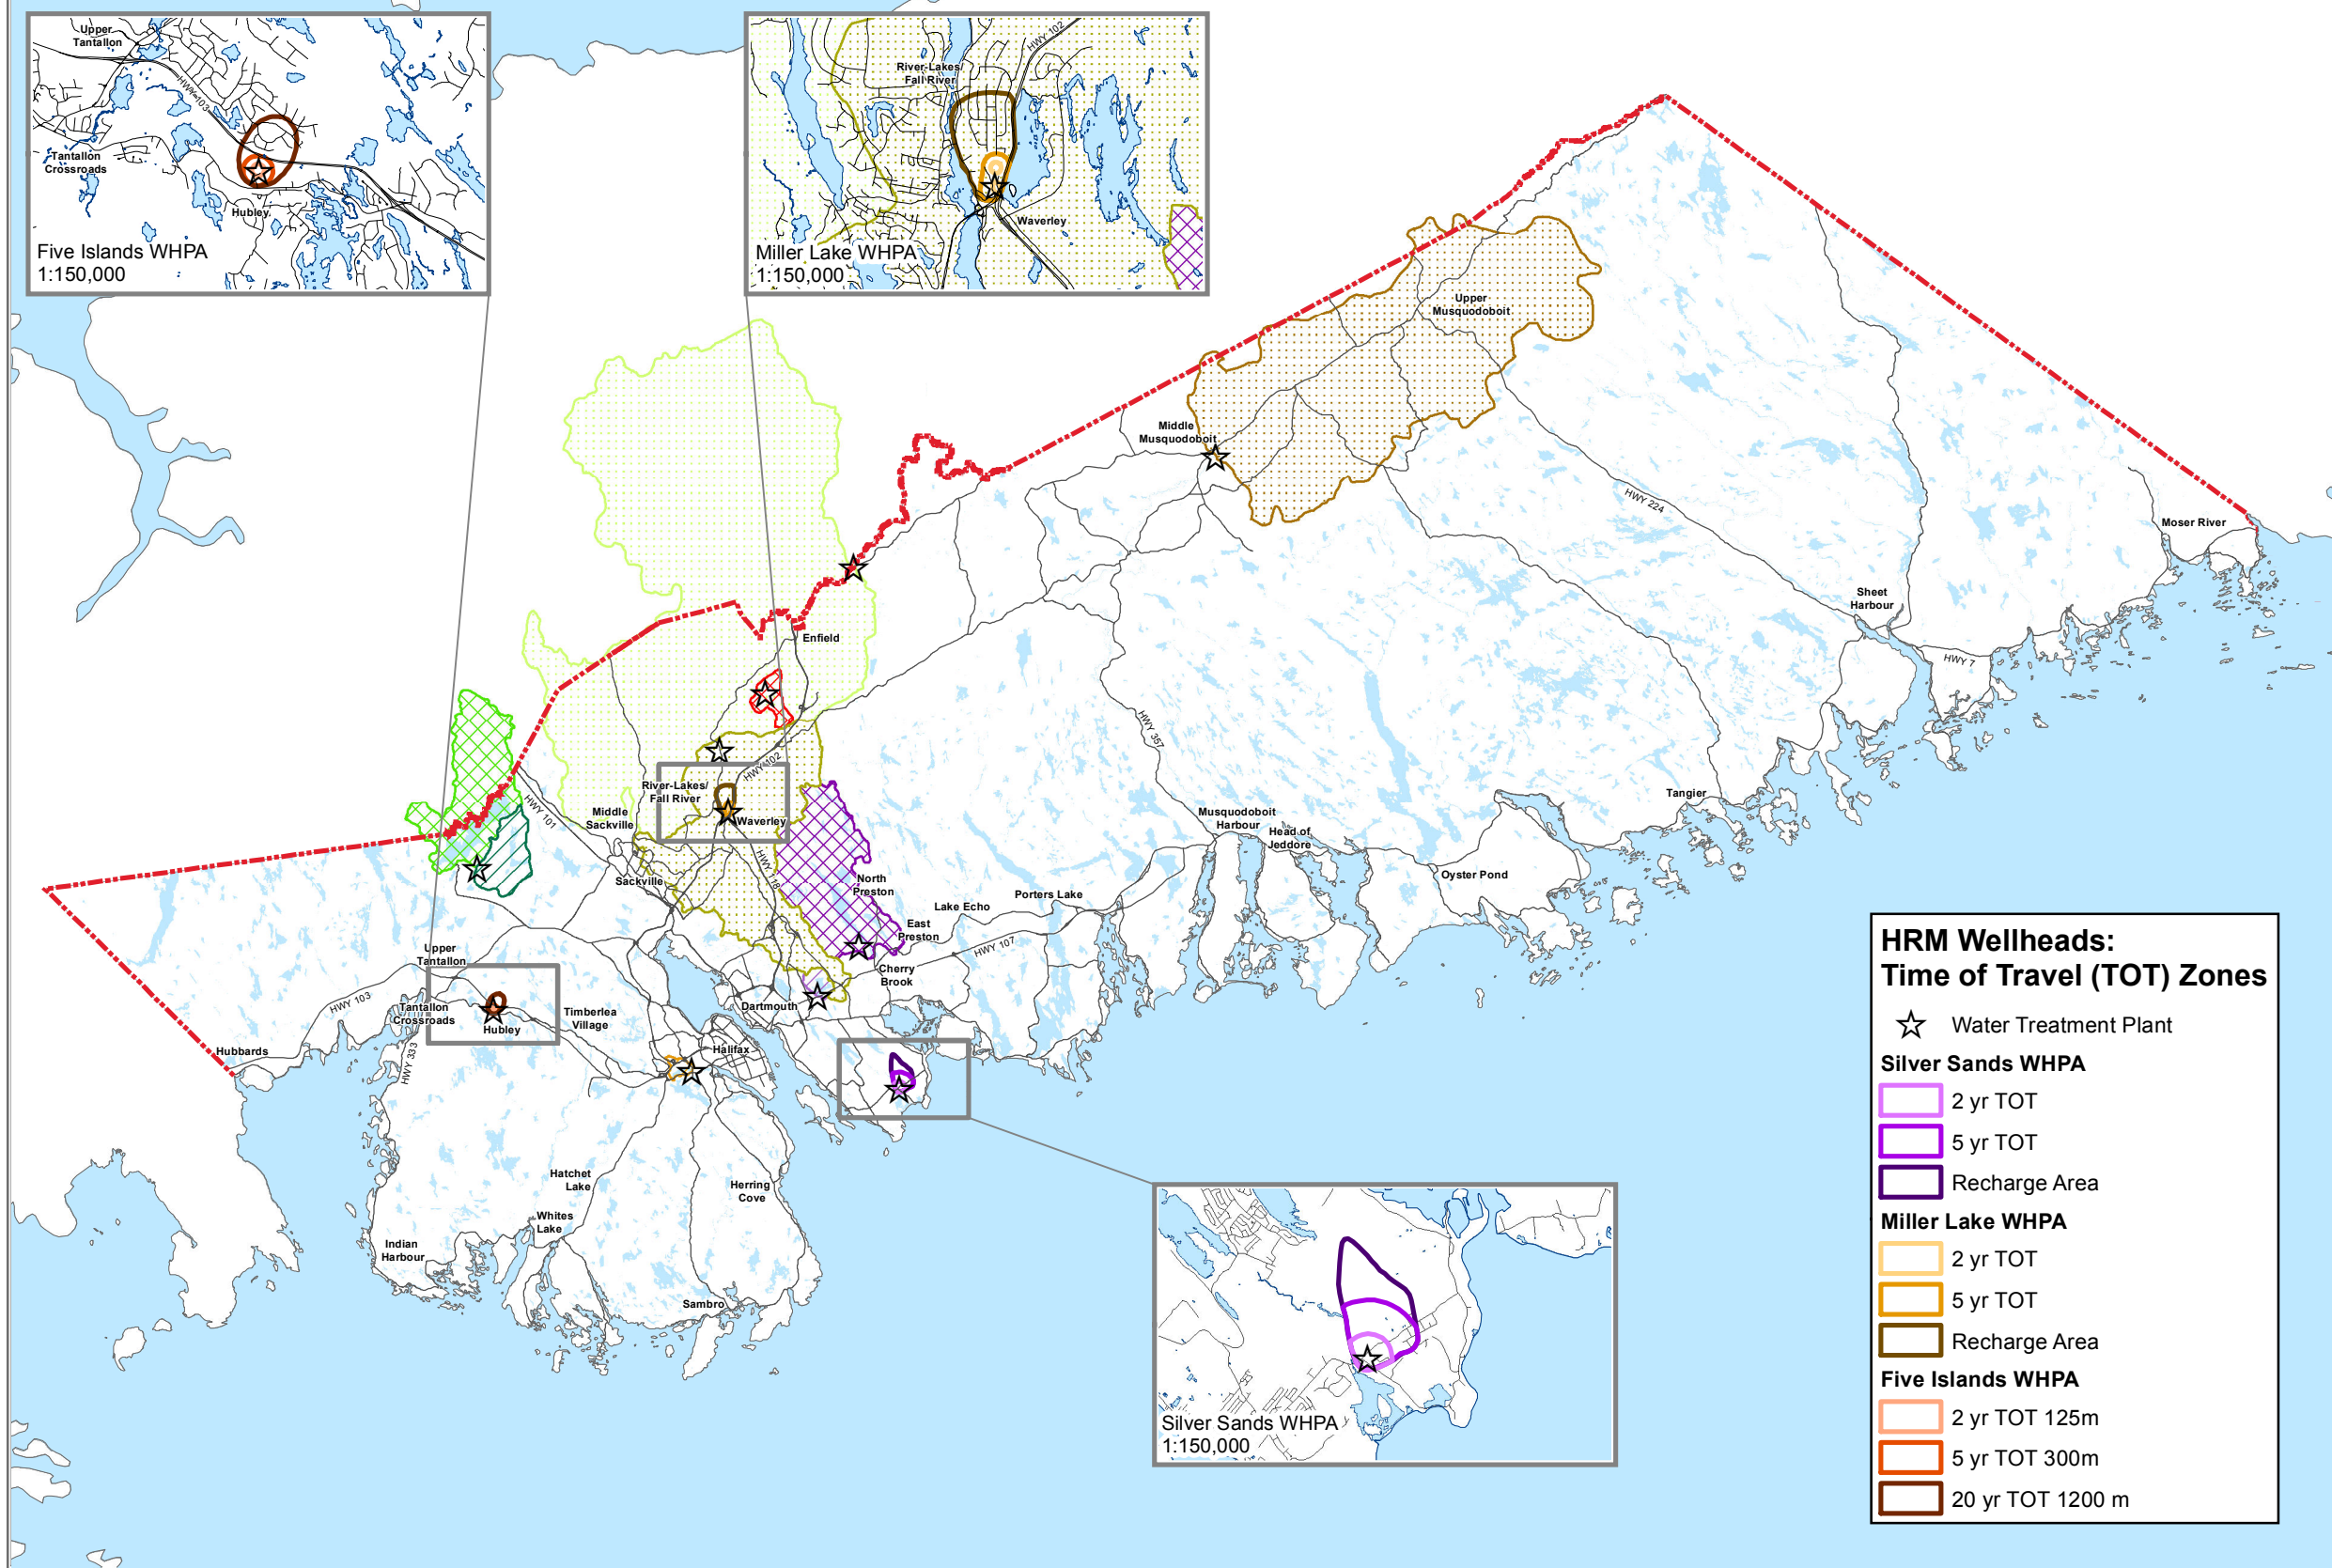 Upper
Tantallon
HWY 103
Tantallon
Crossroads
Hubley
Five Islands WHPA
1:150,000
HWY 102
River-Lakes/
Fall River
Waverley
Miller Lake WHPA
1:150,000
Upper
Musquodoboit
Middle
Musquodoboit
HWY 224
Moser River
Sheet
Harbour
HWY 7
Enfield
HWY 102
River-Lakes/
Fall River
Waverley
HWY 101
Middle
Sackville
Sackville
HWY 118
HWY 357
Tangier
Musquodoboit
Harbour
Head of
Jeddore
Oyster Pond
North
Preston
Porters Lake
Lake Echo
East
Preston
HWY 107
Cherry
Brook
Dartmouth
Upper
Tantallon
HWY 103
Tantallon
Crossroads
Hubley
Timberlea
Village
Halifax
Hubbards
HWY 333
Hatchet
Lake
Herring
Cove
Whites
Lake
Indian
Harbour
Sambro
Silver Sands WHPA
1:150,000
HRM Wellheads:
Time of Travel (TOT) Zones
Water Treatment Plant
Silver Sands WHPA
2 yr TOT
5 yr TOT
Recharge Area
Miller Lake WHPA
2 yr TOT
5 yr TOT
Recharge Area
Five Islands WHPA
2 yr TOT 125m
5 yr TOT 300m
20 yr TOT 1200 m